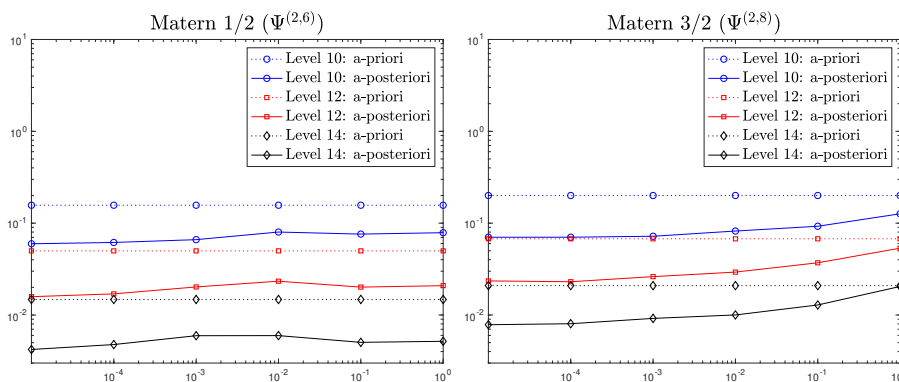 Matern 1/2 (Ψ^(2,6))
10^1
10^0
10^-1
10^-2
10^-4
10^-3
10^-2
10^-1
10^0
Level 10: a-priori
Level 10: a-posteriori
Level 12: a-priori
Level 12: a-posteriori
Level 14: a-priori
Level 14: a-posteriori
Matern 3/2 (Ψ^(2,8))
10^1
10^0
10^-1
10^-2
10^-4
10^-3
10^-2
10^-1
10^0
Level 10: a-priori
Level 10: a-posteriori
Level 12: a-priori
Level 12: a-posteriori
Level 14: a-priori
Level 14: a-posteriori